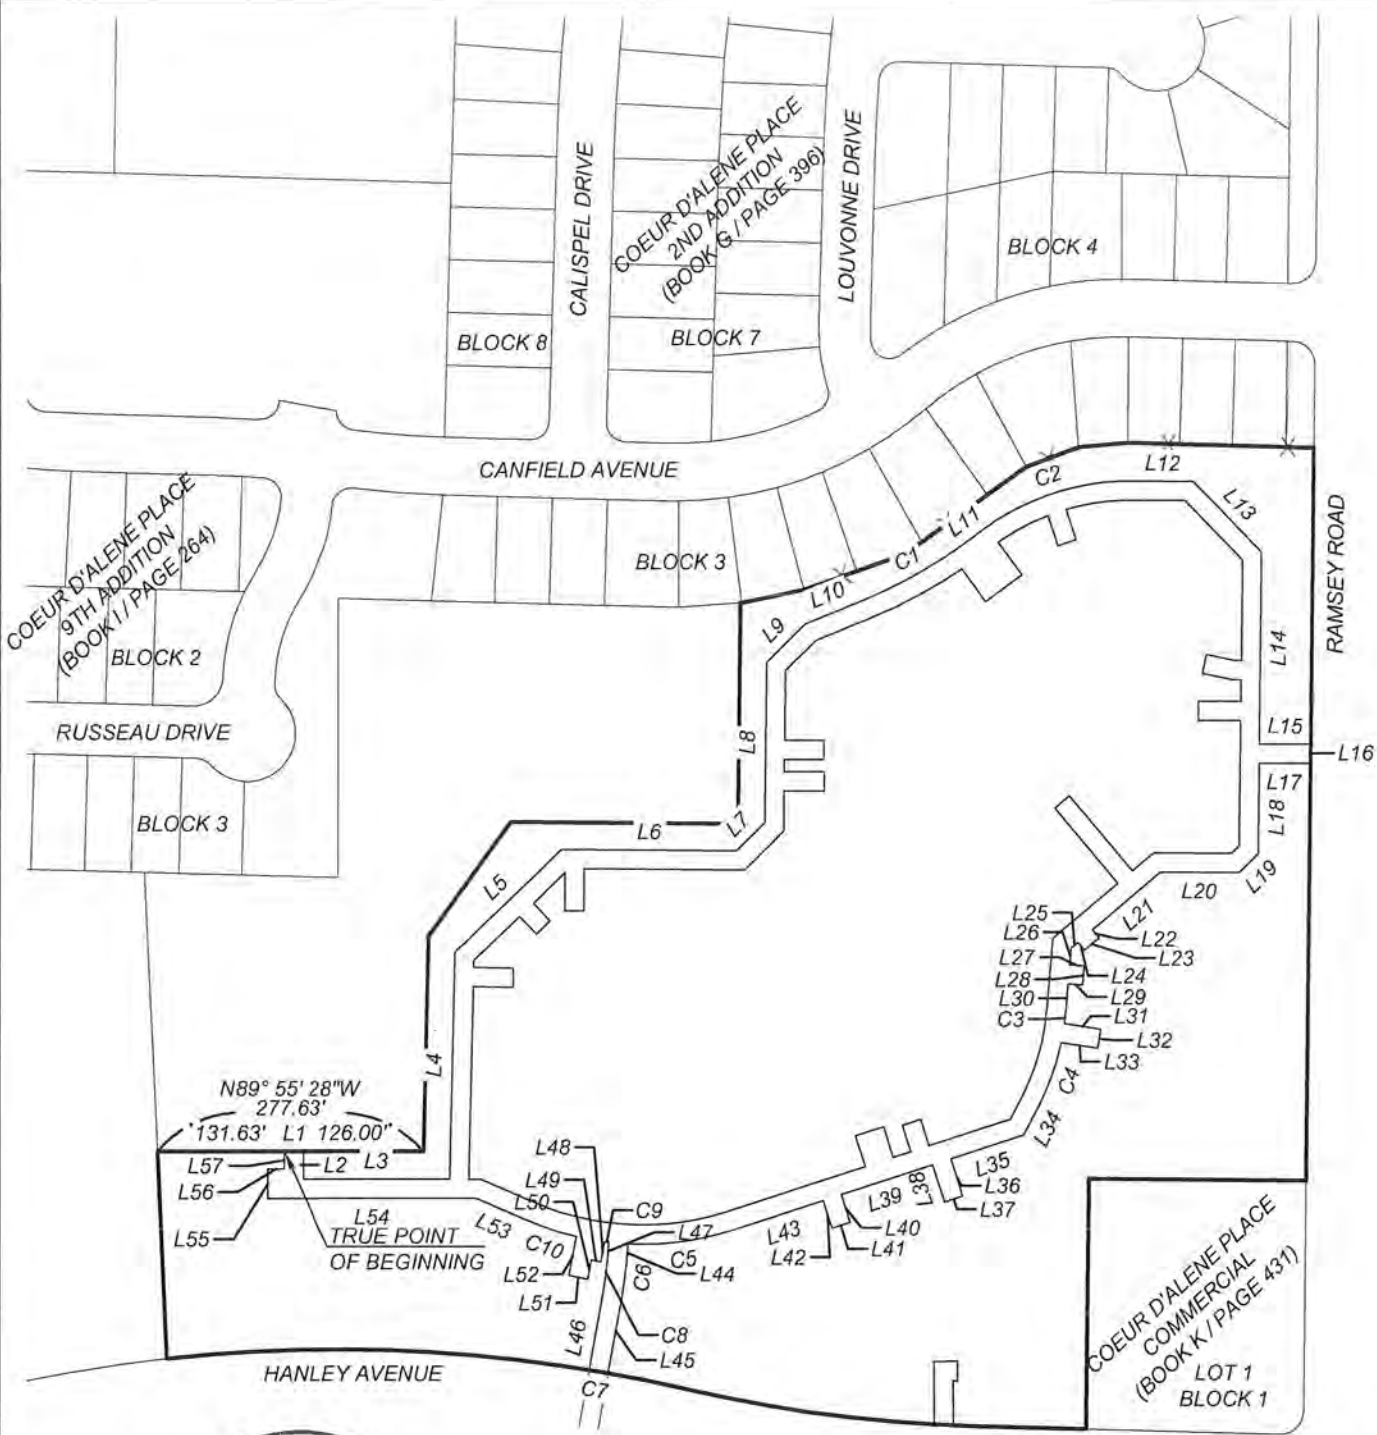 COEUR D'ALENE PLACE
2ND ADDITION
(BOOK G / PAGE 396)
CALISPEL DRIVE
LOUVONNE DRIVE
BLOCK 4
BLOCK 8
BLOCK 7
CANFIELD AVENUE
COEUR D'ALENE PLACE
9TH ADDITION
(BOOK I / PAGE 264)
BLOCK 3
BLOCK 2
RUSSEAU DRIVE
BLOCK 3
RAMSEY ROAD
C2
L12
L13
L11
C1
L10
L9
L14
L8
L15
L16
L17
L18
L7
L6
L19
L5
L20
L21
L25
L26
L22
L27
L23
L28
L24
L30
L29
C3
L31
L32
L33
L4
C4
N89° 55' 28"W
277.63'
131.63' L1 126.00'
L34
L57
L2
L3
L48
L35
L56
L49
L36
L50
C9
L39
L38
L37
L54
L53
L47
L43
L40
L55
TRUE POINT
OF BEGINNING
C10
C5
L42
L41
L52
C6
L44
L51
L46
C8
L45
HANLEY AVENUE
C7
COEUR D'ALENE PLACE
COMMERCIAL
(BOOK K / PAGE 431)
LOT 1
BLOCK 1